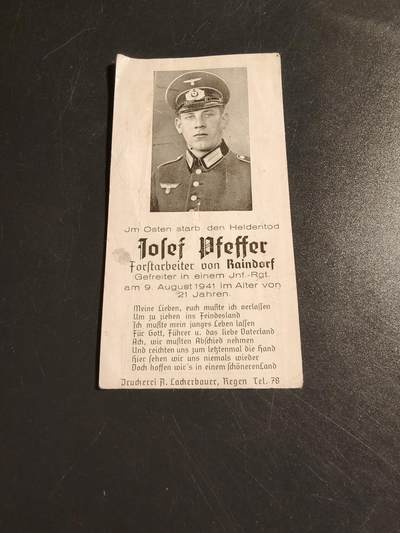 Jm Osten starb den Heldentod
Josef Pfeffer
Forstarbeiter von Raindorf
Gefreiter in einem Jnf.-Rgt.
am 9. August 1941 im Alter von
21 Jahren.
Meine Lieben, euch mußte ich verlassen
Um zu ziehen ins Feindesland
Ich mußte mein junges Leben lassen
Für Gott, Führer u. das liebe Vaterland
Ach, wir mußten Abschied nehmen
Und reichten uns zum letztenmal die Hand
Hier sehen wir uns niemals wieder
Doch hoffen wir's in einem schöneren Land
Druckerei A. Lackerbauer, Regen Tel. 78